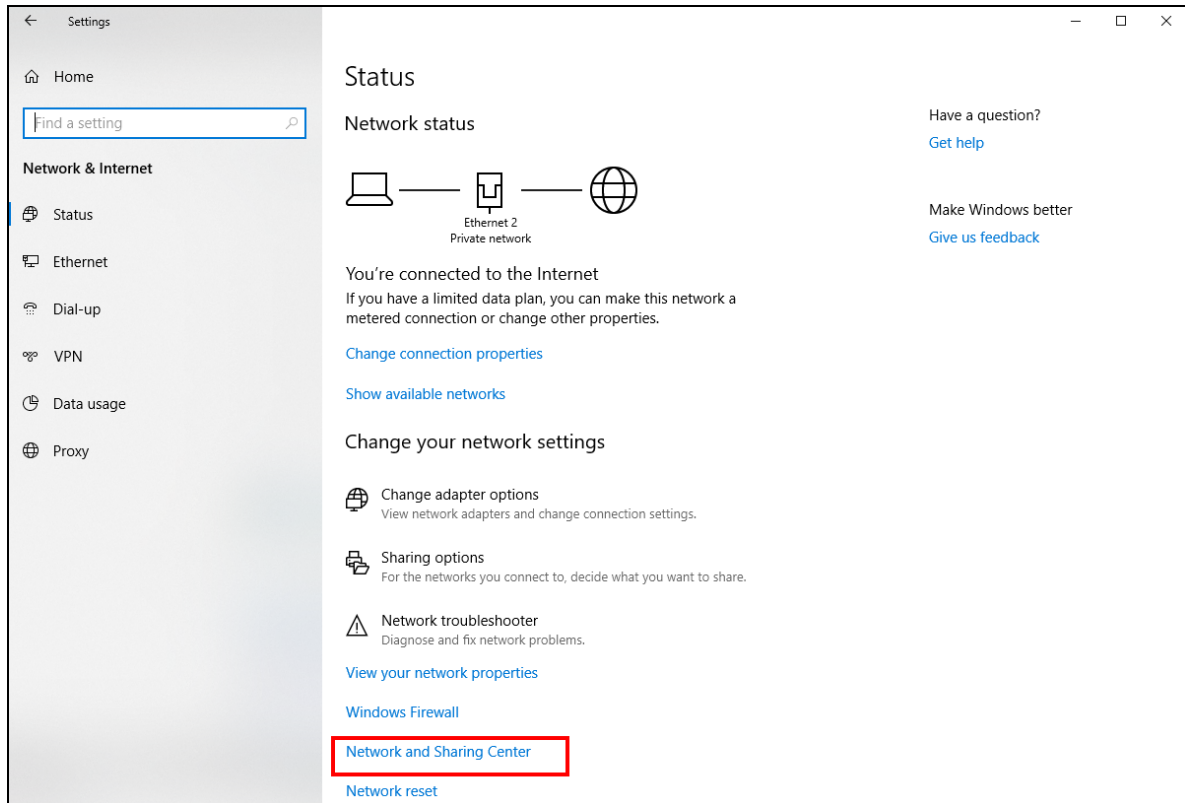 Settings
Home
Find a setting
Network & Internet
Status
Ethernet
Dial-up
VPN
Data usage
Proxy
Status
Network status
Ethernet 2
Private network
You're connected to the Internet
If you have a limited data plan, you can make this network a
metered connection or change other properties.
Change connection properties
Show available networks
Change your network settings
Change adapter options
View network adapters and change connection settings.
Sharing options
For the networks you connect to, decide what you want to share.
Network troubleshooter
Diagnose and fix network problems.
View your network properties
Windows Firewall
Network and Sharing Center
Network reset
Have a question?
Get help
Make Windows better
Give us feedback